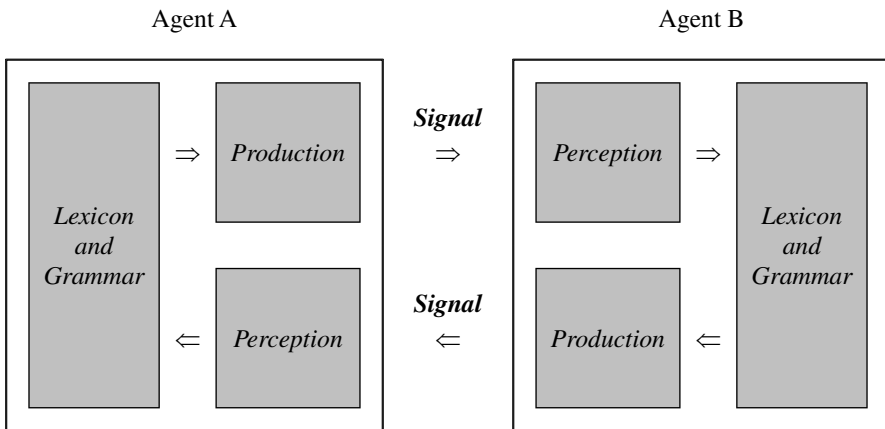 Agent A
Agent B
Signal
⇒
Lexicon
and
Grammar
⇒
Production
Perception
⇒
Lexicon
and
Grammar
Signal
⇐
⇐
Perception
Production
⇐